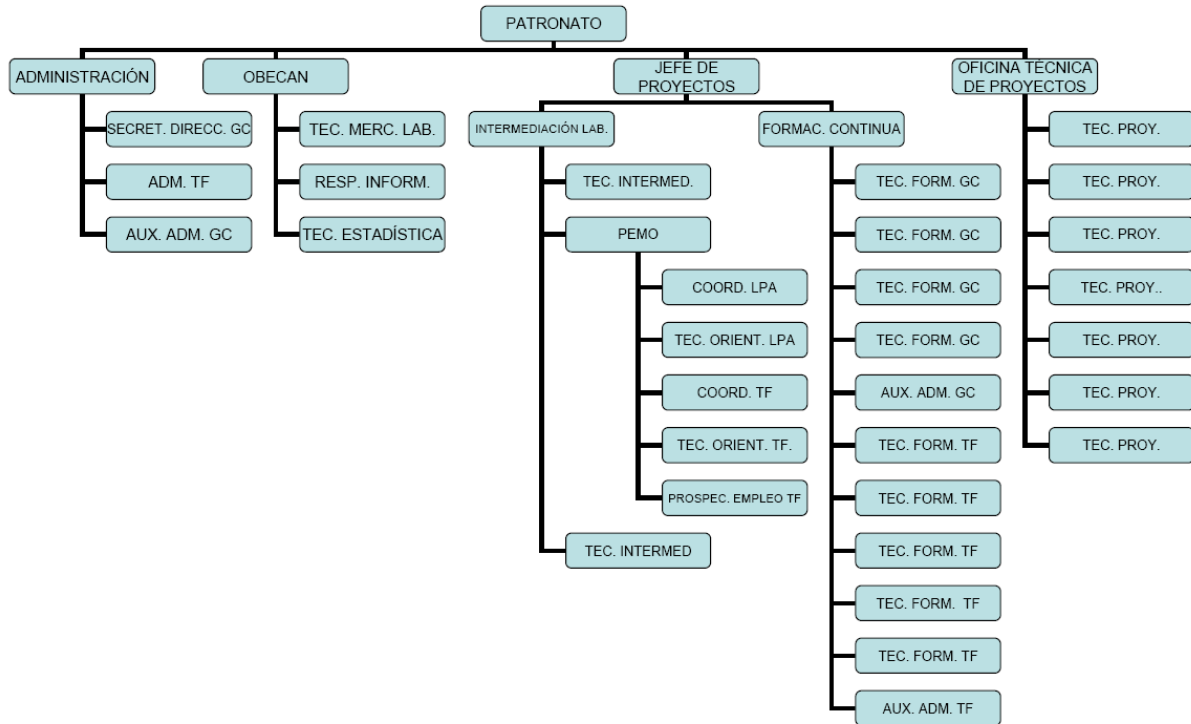 PATRONATO
ADMINISTRACIÓN
OBECAN
JEFE DE
PROYECTOS
OFICINA TÉCNICA
DE PROYECTOS
SECRET. DIRECC. GC
ADM. TF
AUX. ADM. GC
TEC. MERC. LAB.
RESP. INFORM.
TEC. ESTADÍSTICA
INTERMEDIACIÓN LAB.
TEC. INTERMED.
PEMO
COORD. LPA
TEC. ORIENT. LPA
COORD. TF
TEC. ORIENT. TF.
PROSPEC. EMPLEO TF
TEC. INTERMED
FORMAC. CONTINUA
TEC. FORM. GC
TEC. FORM. GC
TEC. FORM. GC
TEC. FORM. GC
AUX. ADM. GC
TEC. FORM. TF
TEC. FORM. TF
TEC. FORM. TF
TEC. FORM. TF
TEC. FORM. TF
AUX. ADM. TF
TEC. PROY.
TEC. PROY.
TEC. PROY.
TEC. PROY..
TEC. PROY.
TEC. PROY.
TEC. PROY.